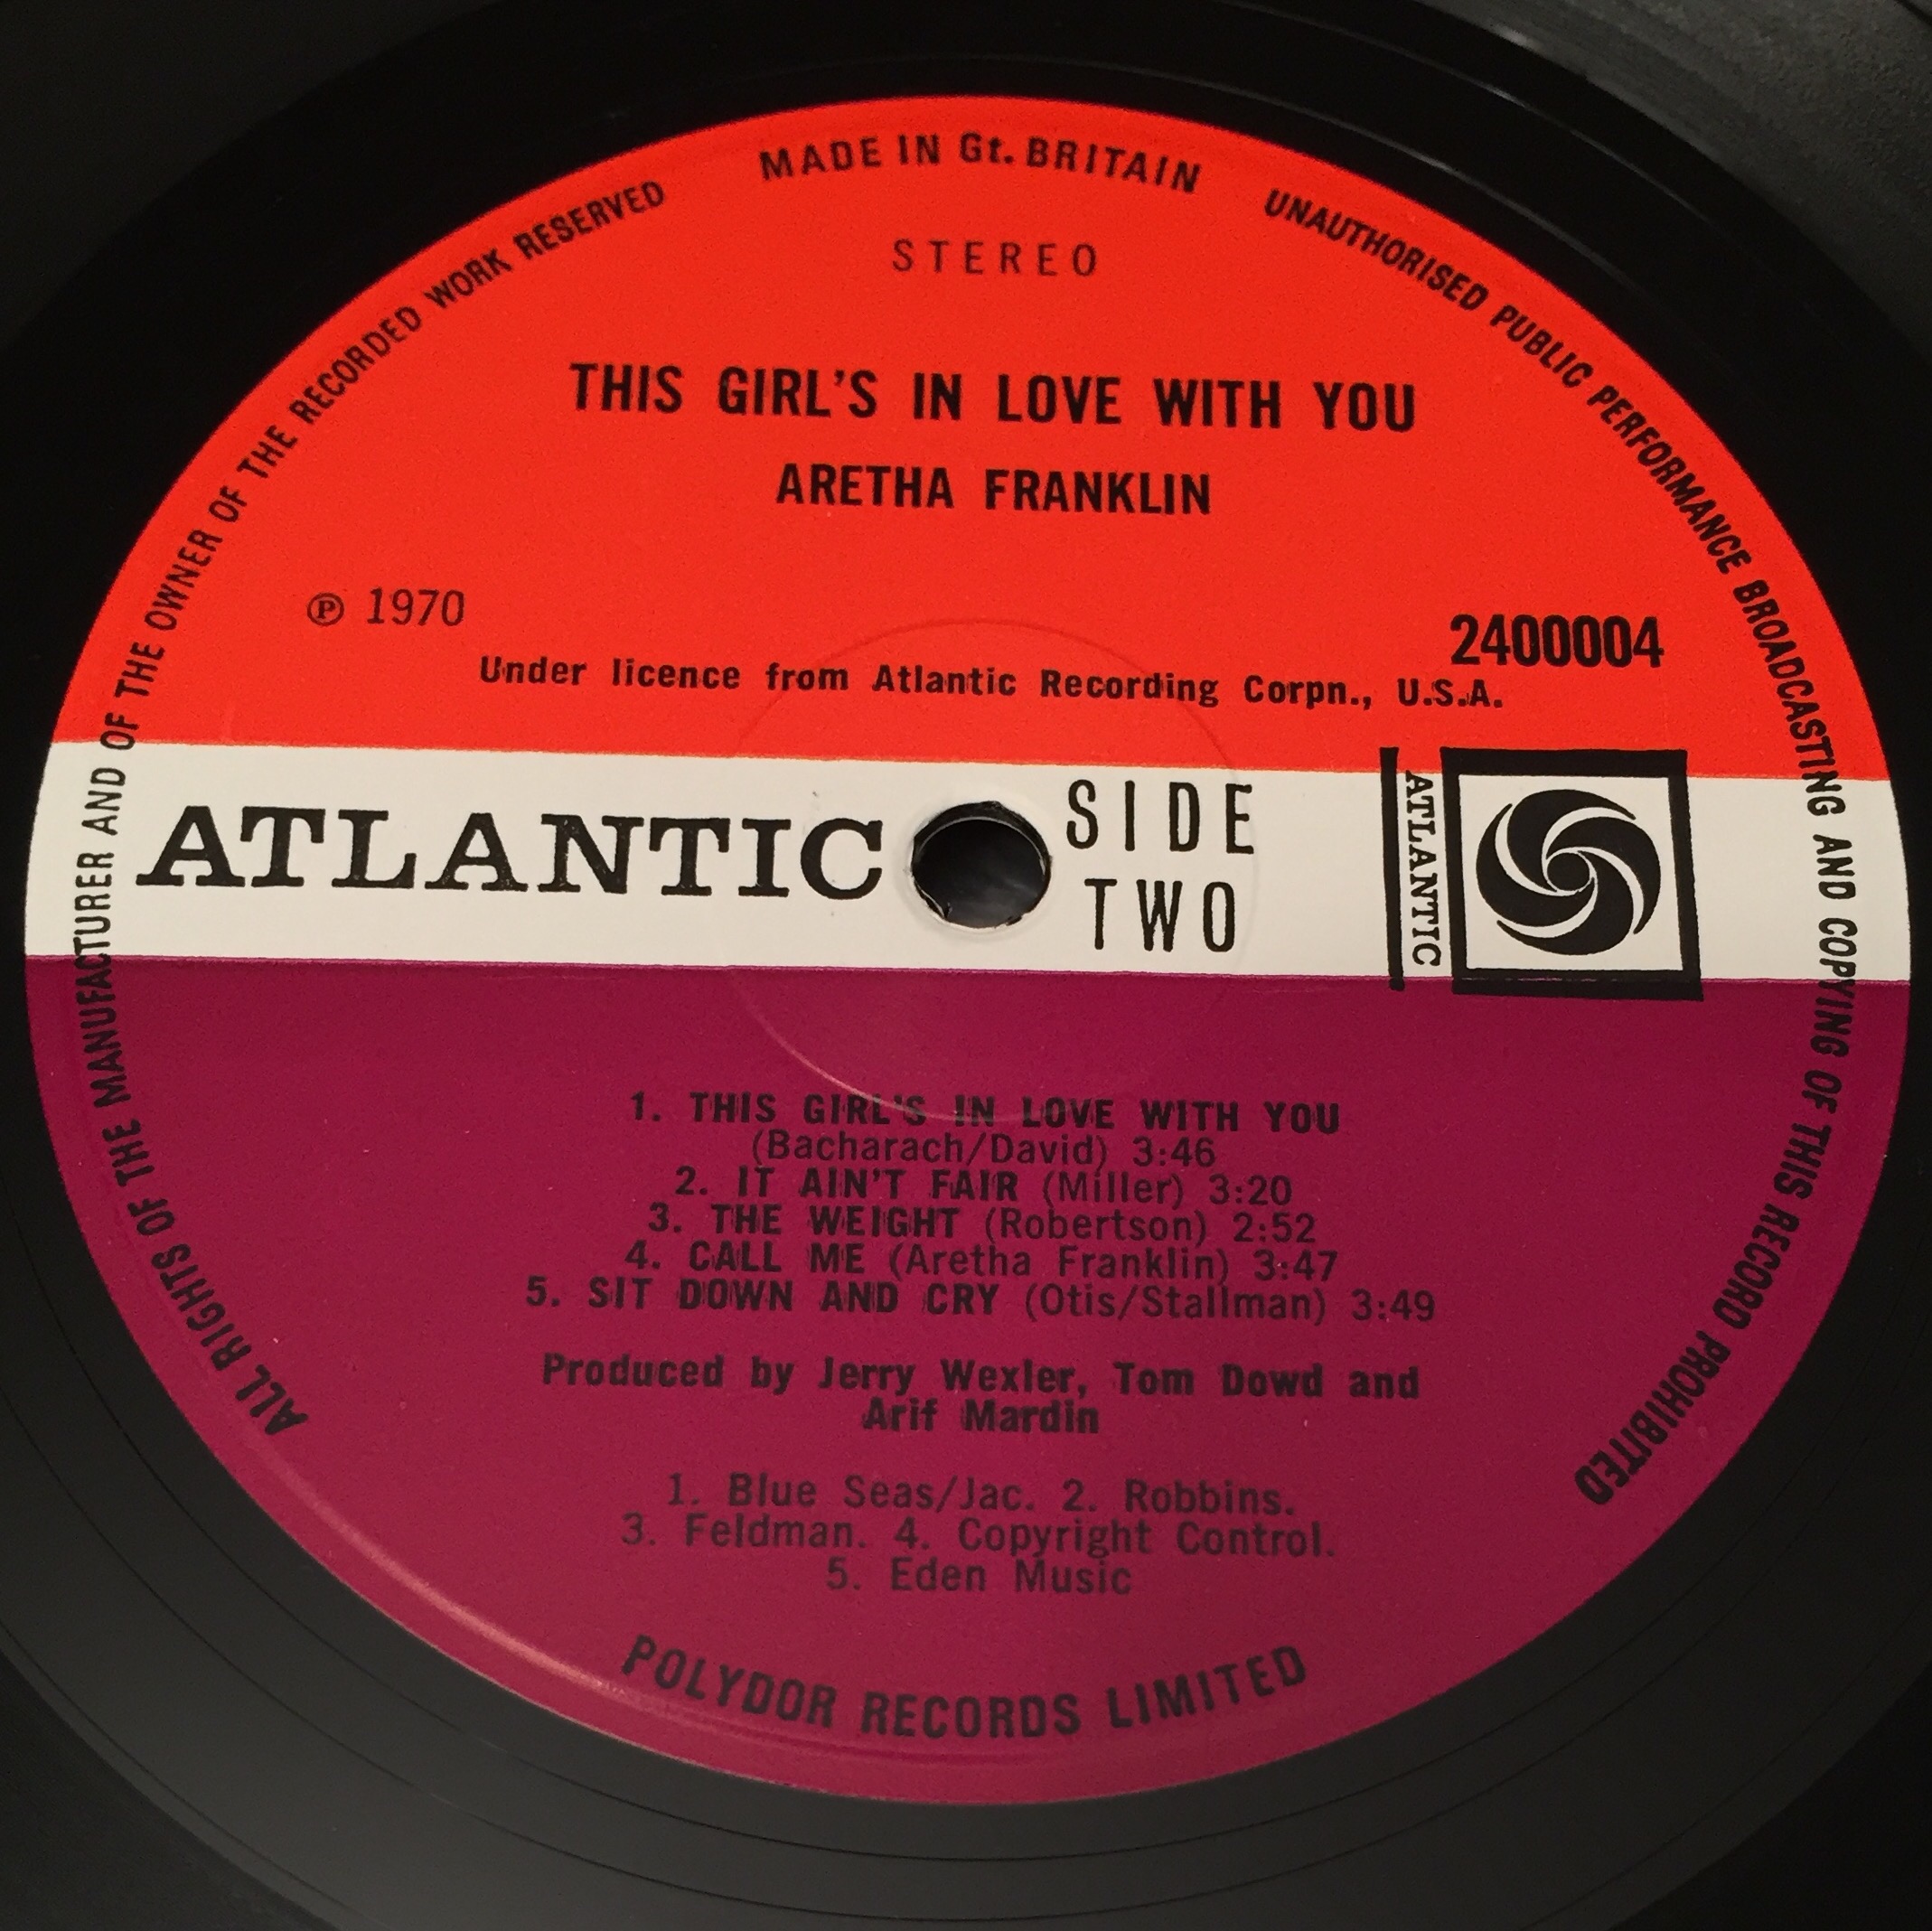 MADE IN Gt. BRITAIN
UNAUTHORISED PUBLIC PERFORMANCE BROADCASTING AND COPYING OF THIS RECORD PROHIBITED
ALL RIGHTS OF THE MANUFACTURER AND OF THE OWNER OF THE RECORDED WORK RESERVED
STEREO
THIS GIRL'S IN LOVE WITH YOU
ARETHA FRANKLIN
℗ 1970
2400004
Under licence from Atlantic Recording Corpn., U.S.A.
ATLANTIC
SIDE
TWO
ATLANTIC
1. THIS GIRL'S IN LOVE WITH YOU
(Bacharach/David) 3:46
2. IT AIN'T FAIR (Miller) 3:20
3. THE WEIGHT (Robertson) 2:52
4. CALL ME (Aretha Franklin) 3:47
5. SIT DOWN AND CRY (Otis/Stallman) 3:49
Produced by Jerry Wexler, Tom Dowd and
Arif Mardin
1. Blue Seas/Jac. 2. Robbins.
3. Feldman. 4. Copyright Control.
5. Eden Music
POLYDOR RECORDS LIMITED